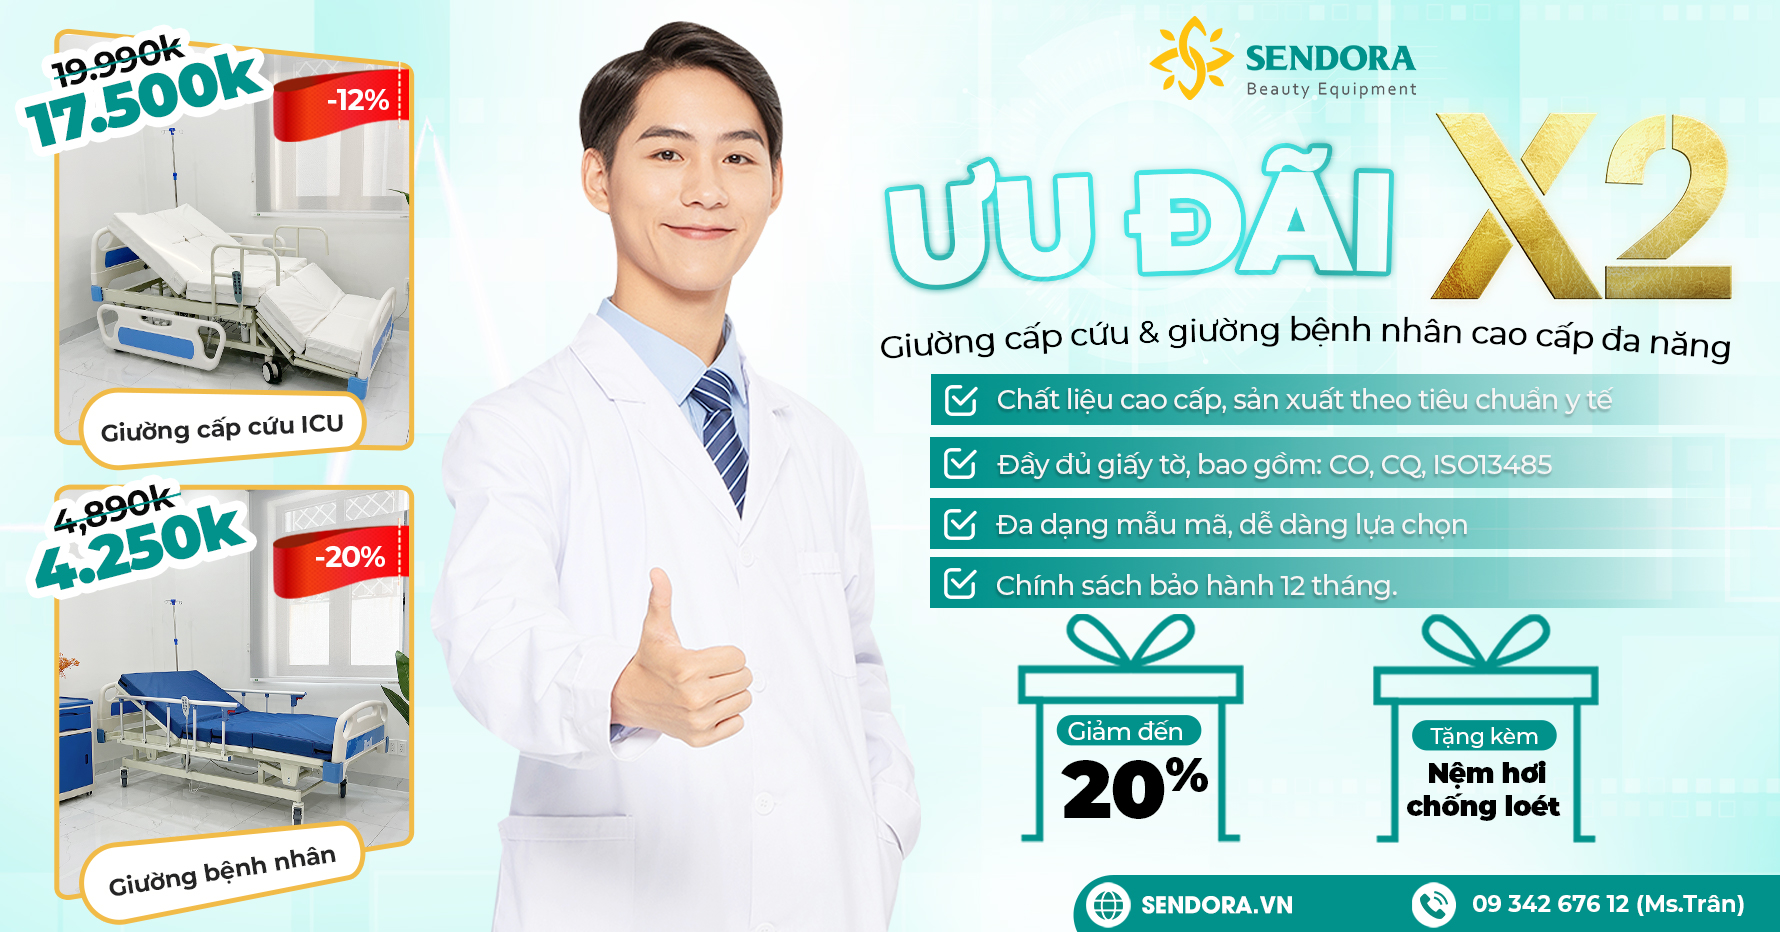 19.990k
17.500k
-12%
Giường cấp cứu ICU
4,890k
4.250k
-20%
Giường bệnh nhân
SENDORA
Beauty Equipment
ƯU ĐÃI X2
Giường cấp cứu & giường bệnh nhân cao cấp đa năng
Chất liệu cao cấp, sản xuất theo tiêu chuẩn y tế
Đầy đủ giấy tờ, bao gồm: CO, CQ, ISO13485
Đa dạng mẫu mã, dễ dàng lựa chọn
Chính sách bảo hành 12 tháng.
Giảm đến
20%
Tặng kèm
Nệm hơi
chống loét
SENDORA.VN
09 342 676 12 (Ms.Trân)